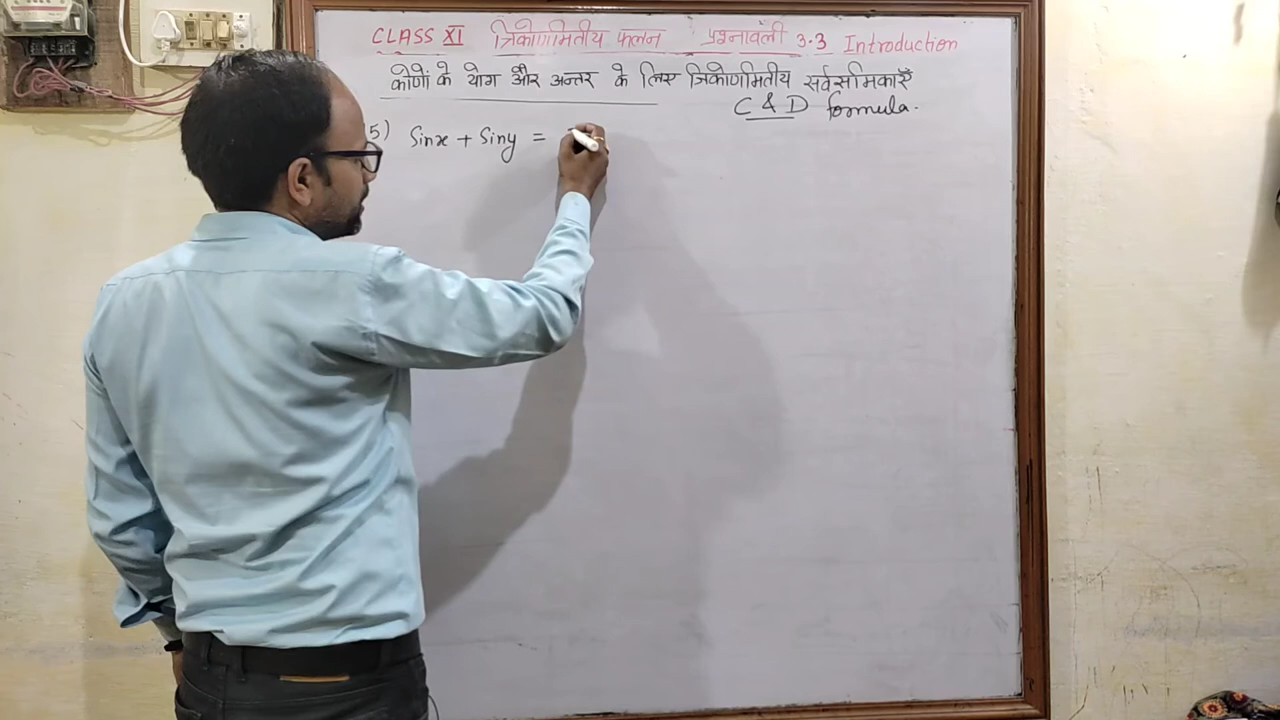 CLASS XI त्रिकोणमितीय फलन प्रश्नावली 3.3 Introduction
कोणों के योग और अन्तर के लिए त्रिकोणमितीय सर्वसमिकाएँ
C & D formula.
5) Sinx + Siny =